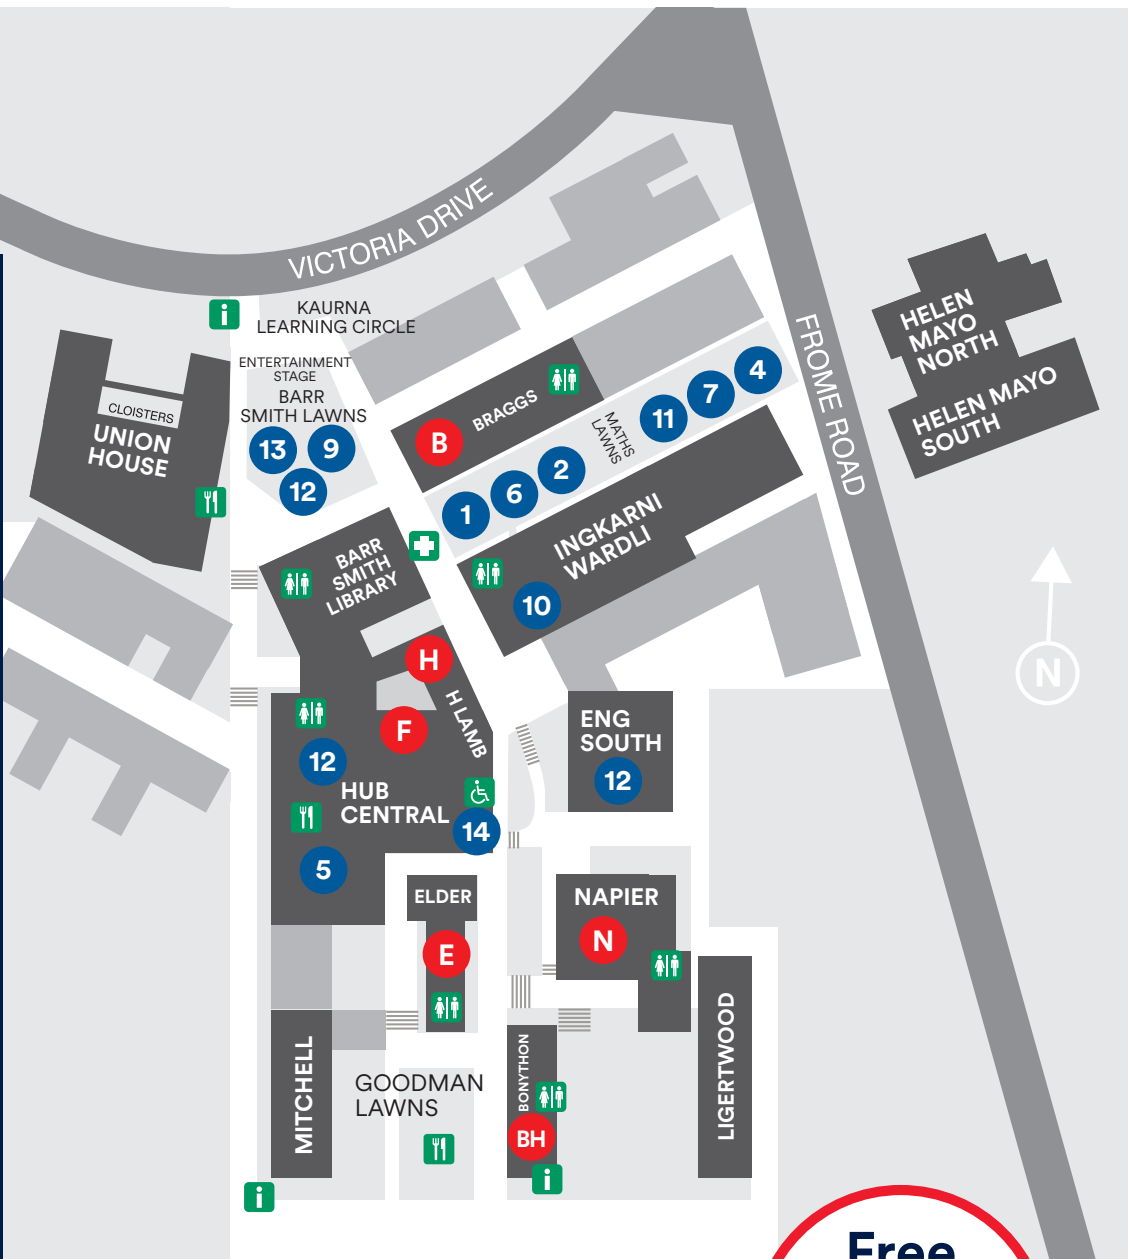 VICTORIA DRIVE
KAURNA
LEARNING CIRCLE
ENTERTAINMENT
STAGE
BARR
SMITH LAWNS
13
9
12
CLOISTERS
UNION
HOUSE
BRAGGS
B
MATHS
LAWNS
1
6
2
11
7
4
FROME ROAD
HELEN
MAYO
NORTH
HELEN MAYO
SOUTH
INGKARNI
WARDLI
10
BARR
SMITH
LIBRARY
H
H LAMB
F
N
12
HUB
CENTRAL
14
5
ENG
SOUTH
12
ELDER
E
NAPIER
N
MITCHELL
GOODMAN
LAWNS
BONYTHON
BH
LIGERTWOOD
i
i
i
Free